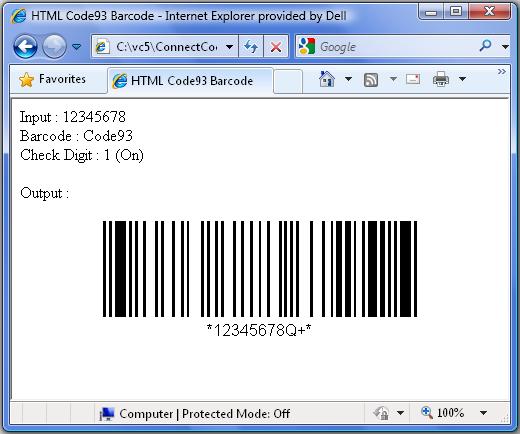 HTML Code93 Barcode - Internet Explorer provided by Dell
C:\vc5\ConnectCo
Google
Favorites
HTML Code93 Barcode
Input : 12345678
Barcode : Code93
Check Digit : 1 (On)
Output :
*12345678Q+*
Computer | Protected Mode: Off
100%